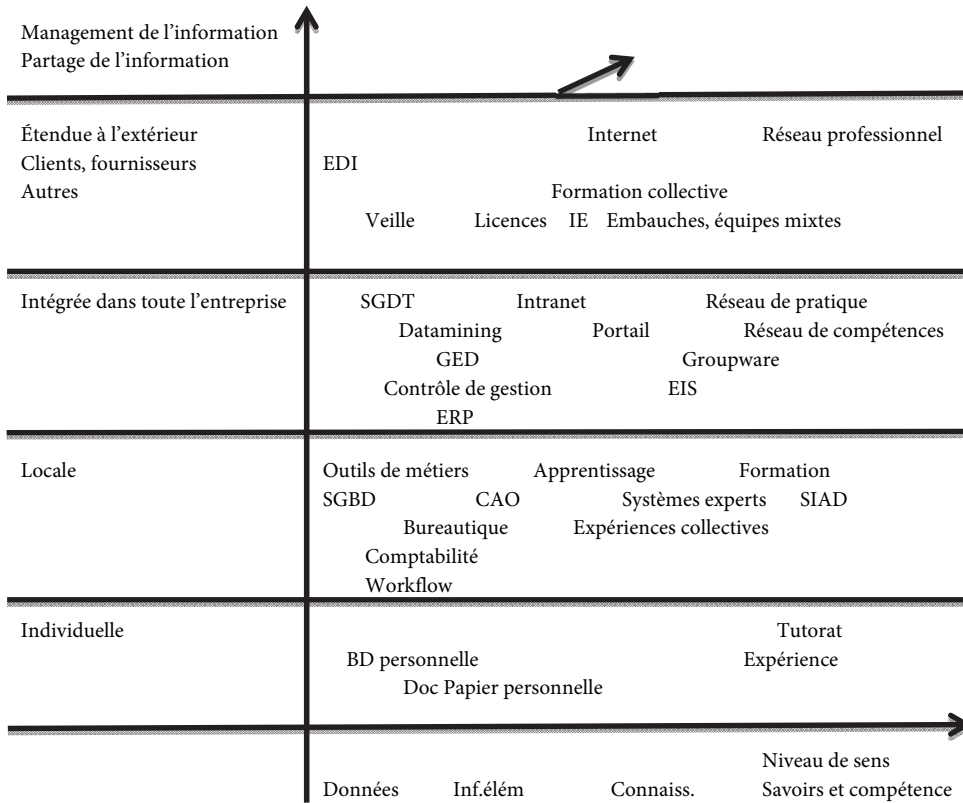 Management de l’information
Partage de l’information
Étendue à l’extérieur Internet Réseau professionnel
Clients, fournisseurs EDI
Autres Formation collective
Veille Licences IE Embauches, équipes mixtes
Intégrée dans toute l’entreprise SGDT Intranet Réseau de pratique
Datamining Portail Réseau de compétences
GED Groupware
Contrôle de gestion EIS
ERP
Locale Outils de métiers Apprentissage Formation
SGBD CAO Systèmes experts SIAD
Bureautique Expériences collectives
Comptabilité
Workflow
Individuelle Tutorat
BD personnelle Expérience
Doc Papier personnelle
Niveau de sens
Données Inf.élém Connaiss. Savoirs et compétence